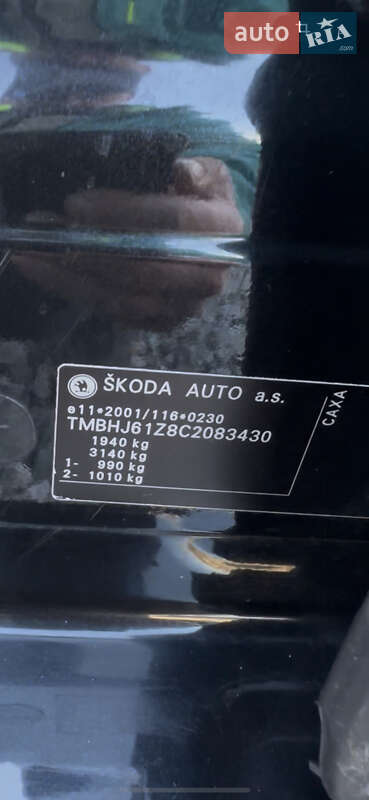 auto RIA
.com
ŠKODA AUTO a.s.
e11*2001/116*0230
TMBHJ61Z8C2083430
1940 kg
3140 kg
1- 990 kg
2- 1010 kg
CAXA